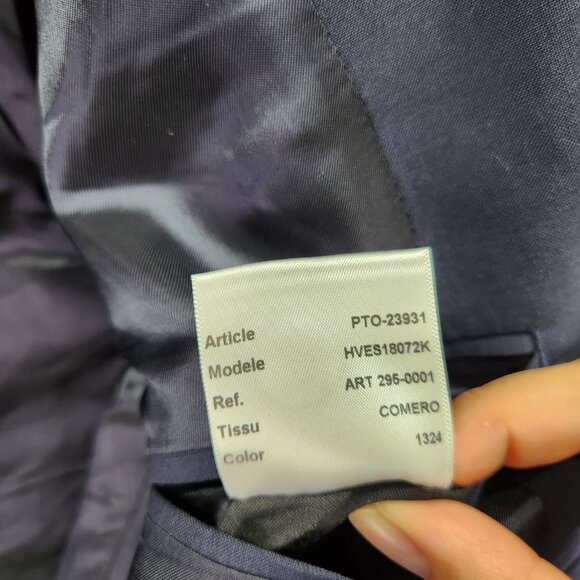 Article PTO-23931
Modele HVES18072K
Ref. ART 295-0001
Tissu COMERO
Color 1324